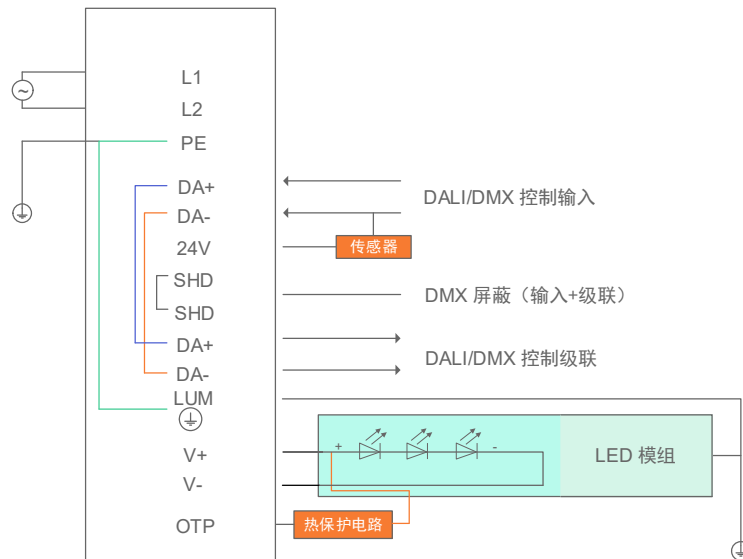 L1
L2
PE
DA+
DA-
24V
SHD
SHD
DA+
DA-
LUM
V+
V-
OTP
DALI/DMX 控制输入
传感器
DMX 屏蔽（输入+级联）
DALI/DMX 控制级联
+
-
LED 模组
热保护电路